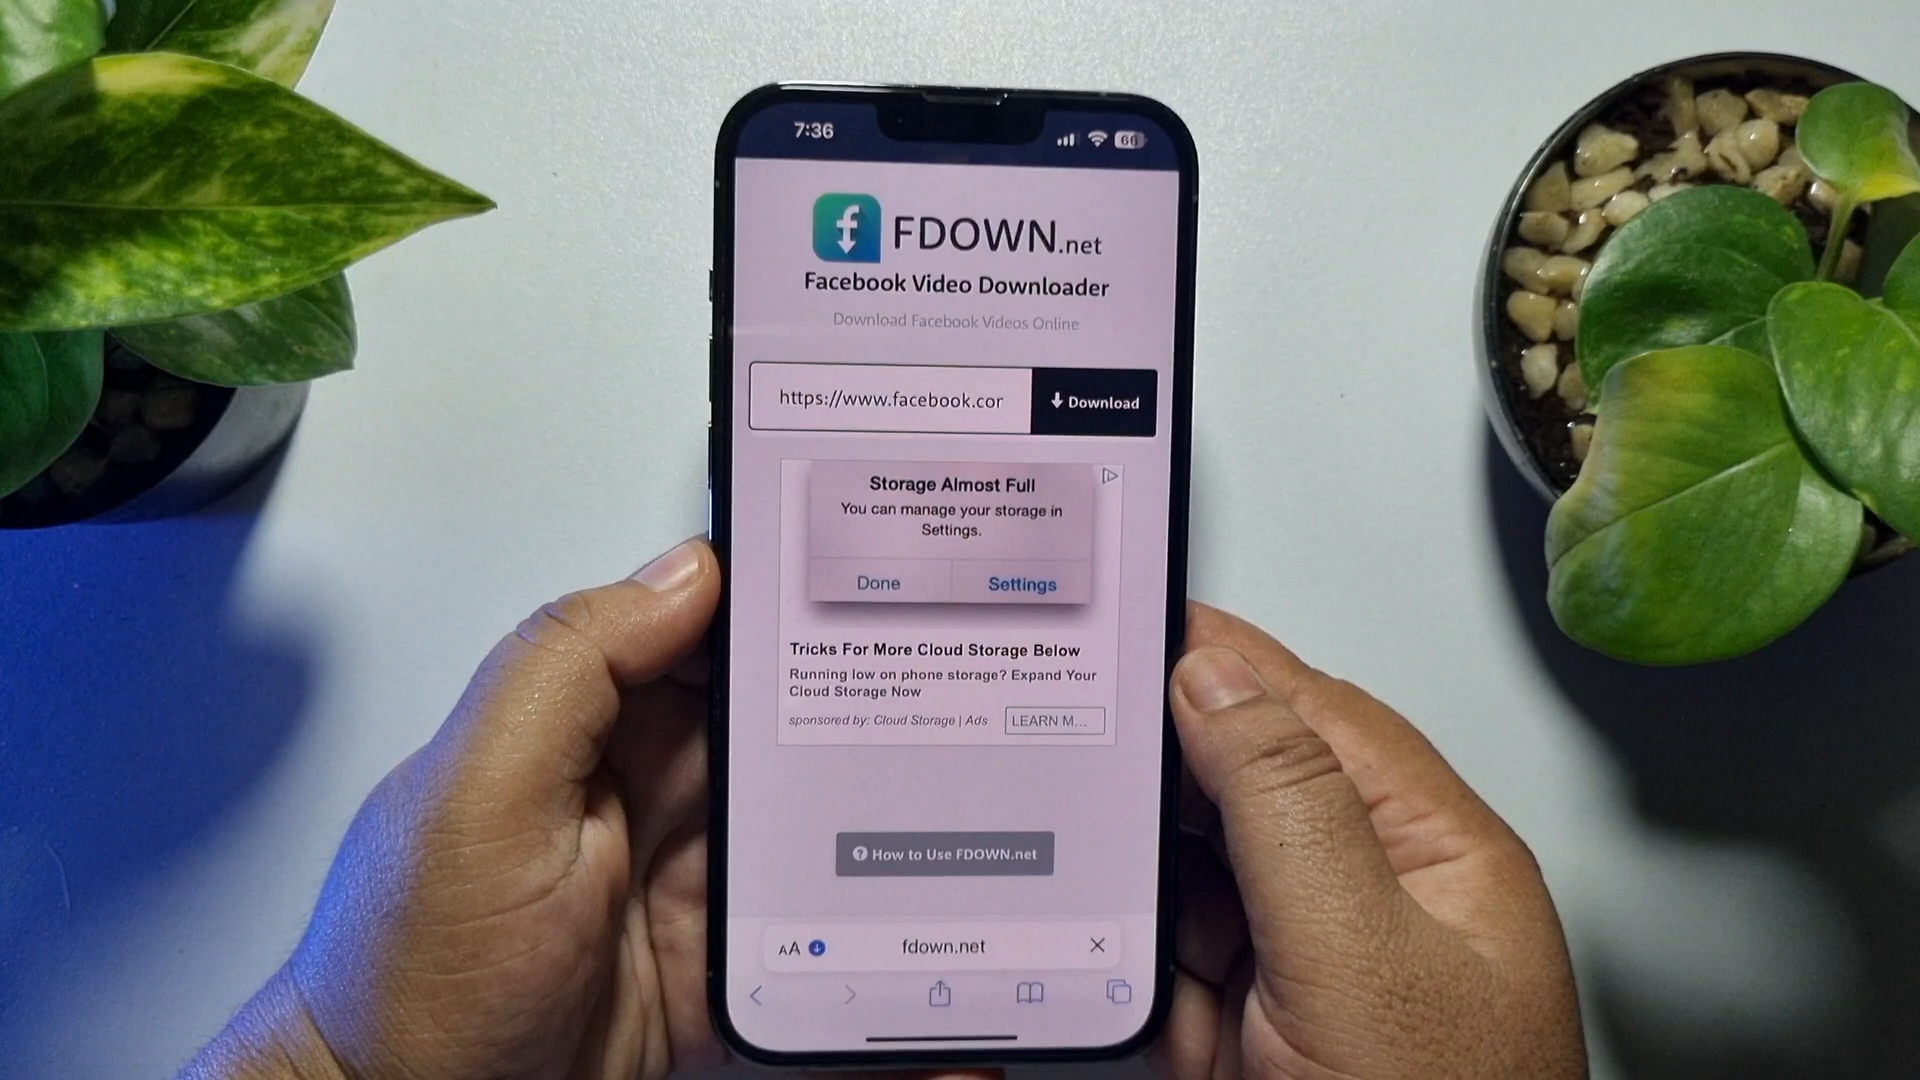 7:36
66
FDOWN.net
Facebook Video Downloader
Download Facebook Videos Online
https://www.facebook.cor
Download
Storage Almost Full
You can manage your storage in
Settings.
Done
Settings
Tricks For More Cloud Storage Below
Running low on phone storage? Expand Your
Cloud Storage Now
sponsored by: Cloud Storage | Ads
LEARN M...
How to Use FDOWN.net
AA
fdown.net